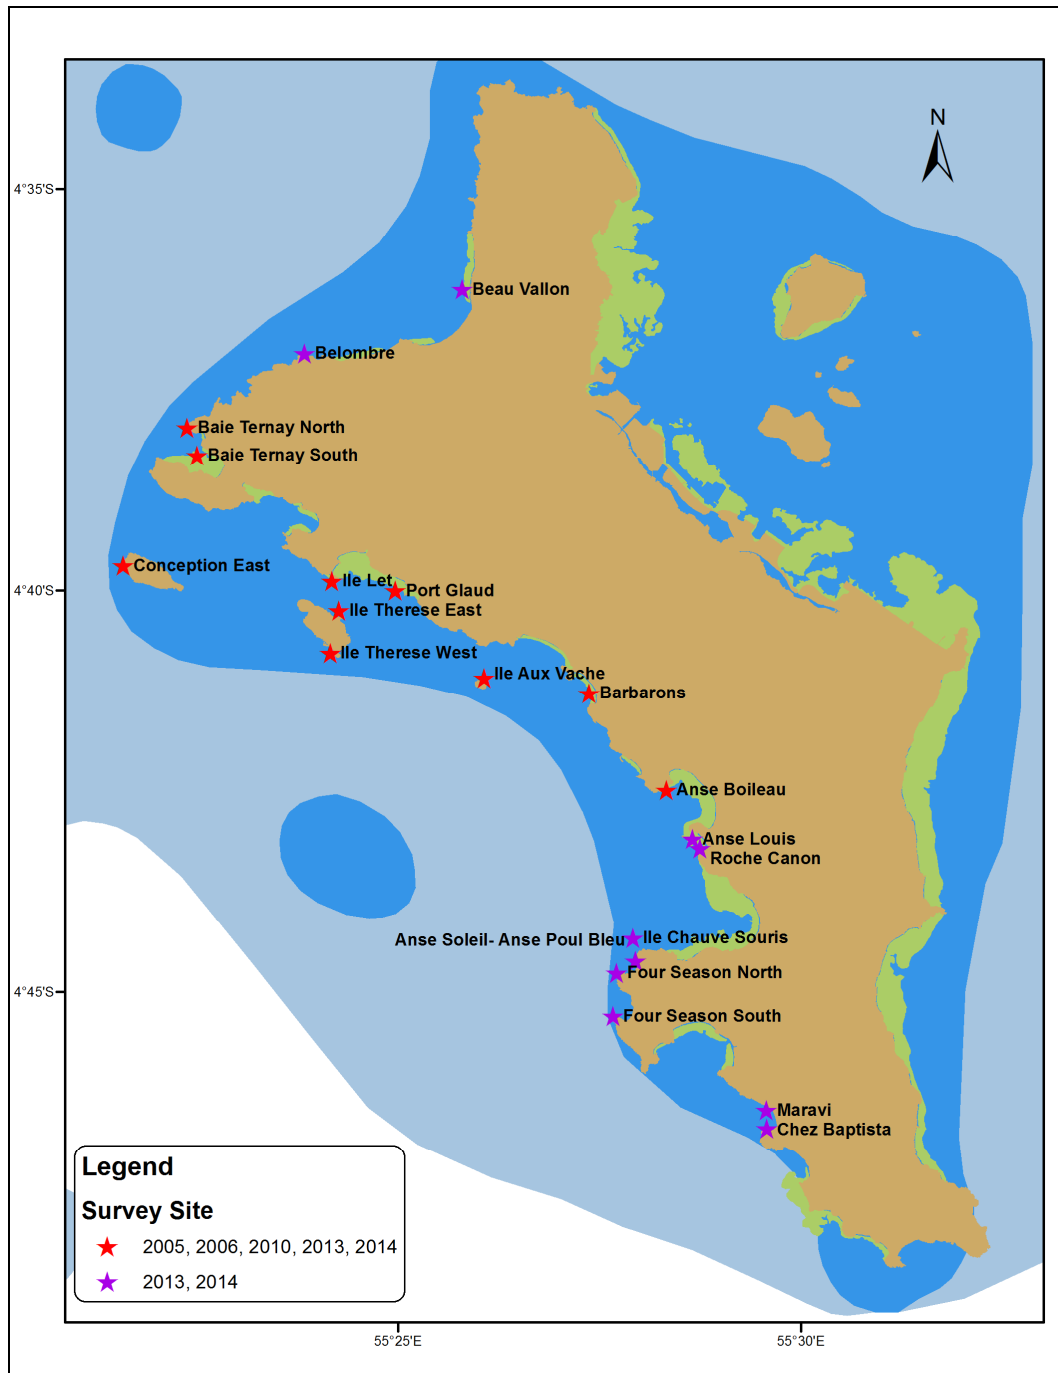 N
4°35'S
Beau Vallon
Belombre
Baie Ternay North
Baie Ternay South
Conception East
Ile Let
4°40'S
Port Glaud
Ile Therese East
Ile Therese West
Ile Aux Vache
Barbarons
Anse Boileau
Anse Louis
Roche Canon
Anse Soleil- Anse Poul Bleu
Ile Chauve Souris
Four Season North
4°45'S
Four Season South
Maravi
Chez Baptista
Legend
Survey Site
2005, 2006, 2010, 2013, 2014
2013, 2014
55°25'E
55°30'E